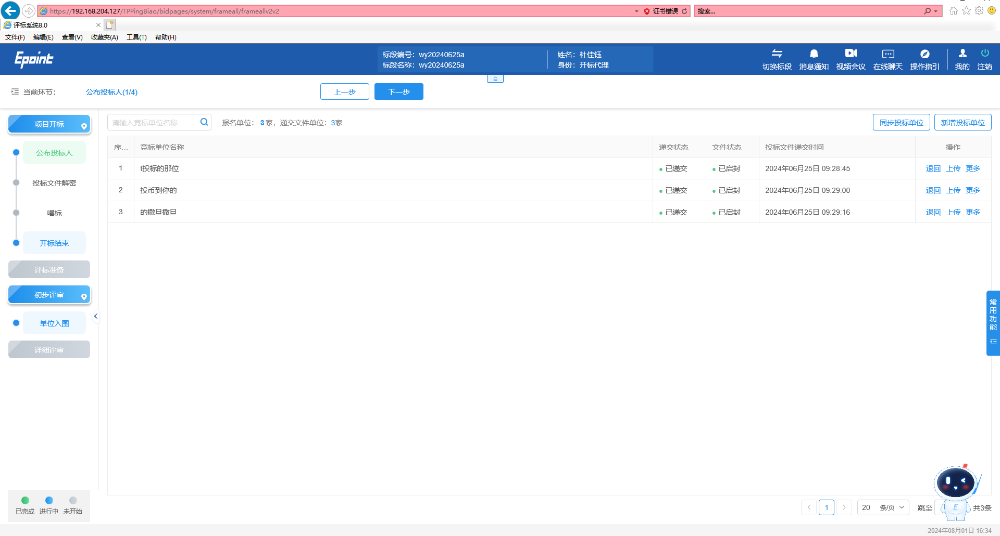 https://192.168.204.127/TPPingBiao/bidpages/system/frameall/frameallv2v2
证书错误
搜索...
评标系统8.0
文件(F) 编辑(E) 查看(V) 收藏夹(A) 工具(T) 帮助(H)
Epoint
标段编号：wy20240625a
标段名称：wy20240625a
姓名：杜佳钰
身份：开标代理
切换标段 消息通知 视频会议 在线聊天 操作指引 我的 注销
当前环节：
公布投标人(1/4)
上一步 下一步
项目开标
公布投标人
投标文件解密
唱标
开标结束
评标准备
初步评审
单位入围
详细评审
请输入竞标单位名称
报名单位：3家，递交文件单位：3家
同步投标单位 新增投标单位
序... 竞标单位名称 递交状态 文件状态 投标文件递交时间 操作
1 t投标的那位 已递交 已启封 2024年06月25日 09:28:45 退回 上传 更多
2 投币到你的 已递交 已启封 2024年06月25日 09:29:00 退回 上传 更多
3 的撒旦撒旦 已递交 已启封 2024年06月25日 09:29:16 退回 上传 更多
常用功能
已完成 进行中 未开始
1 20 条/页 跳至 共3条
E
2024年08月01日 16:34